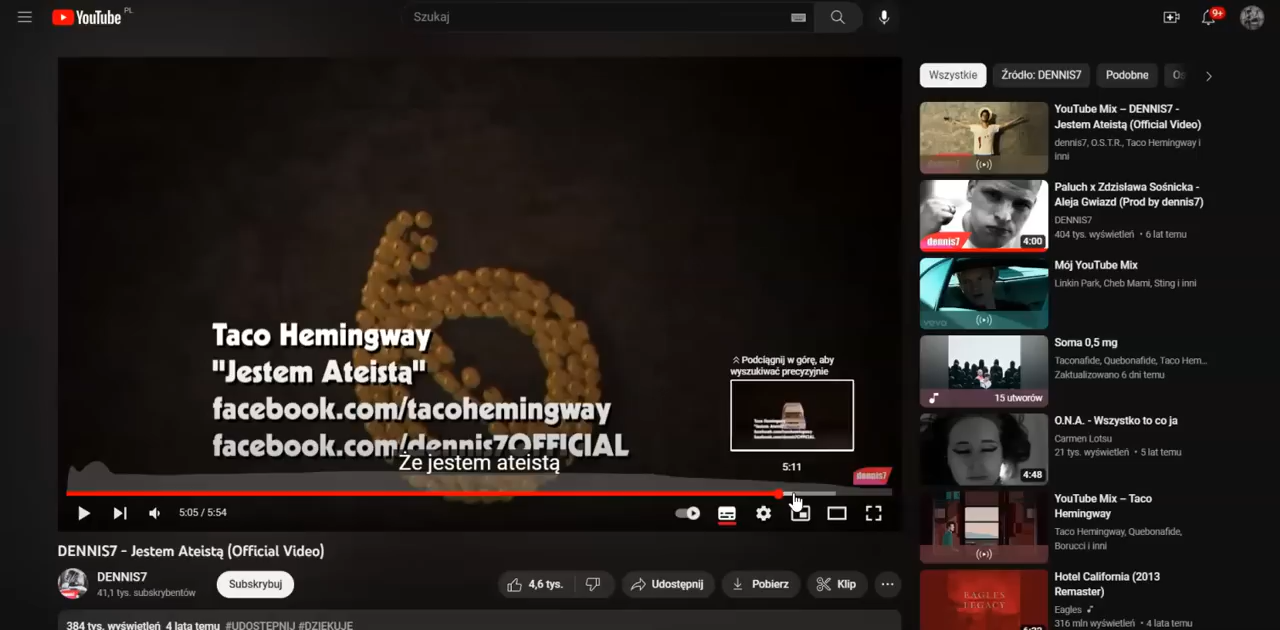 YouTube PL
Szukaj
9+
Taco Hemingway
"Jestem Ateistą"
facebook.com/tacohemingway
facebook.com/dennis7OFFICIAL
Że jestem ateistą
Podciągnij w górę, aby
wyszukiwać precyzyjnie
5:11
dennis7
5:05 / 5:54
DENNIS7 - Jestem Ateistą (Official Video)
DENNIS7
41,1 tys. subskrybentów
Subskrybuj
4,6 tys.
Udostępnij
Pobierz
Klip
384 tys. wyświetleń 4 lata temu #UDOSTEPNIJ #DZIEKUJE
Wszystkie
Źródło: DENNIS7
Podobne
YouTube Mix – DENNIS7 -
Jestem Ateistą (Official Video)
dennis7, O.S.T.R., Taco Hemingway i
inni
Paluch x Zdzisława Sośnicka -
Aleja Gwiazd (Prod by dennis7)
DENNIS7
404 tys. wyświetleń • 6 lat temu
dennis7
4:00
Mój YouTube Mix
Linkin Park, Cheb Mami, Sting i inni
vevo
Soma 0,5 mg
Taconafide, Quebonafide, Taco Hem...
Zaktualizowano 6 dni temu
15 utworów
O.N.A. - Wszystko to co ja
Carmen Lotsu
21 tys. wyświetleń • 5 lat temu
4:48
YouTube Mix – Taco
Hemingway
Taco Hemingway, Quebonafide,
Borucci i inni
Hotel California (2013
Remaster)
Eagles
316 mln wyświetleń • 4 lata temu
EAGLES
LEGACY